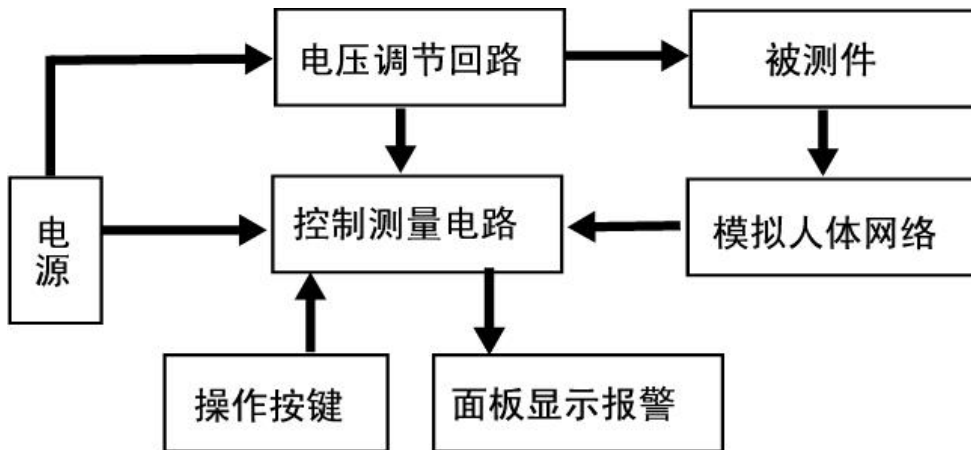 电压调节回路
被测件
电
源
控制测量电路
模拟人体网络
操作按键
面板显示报警